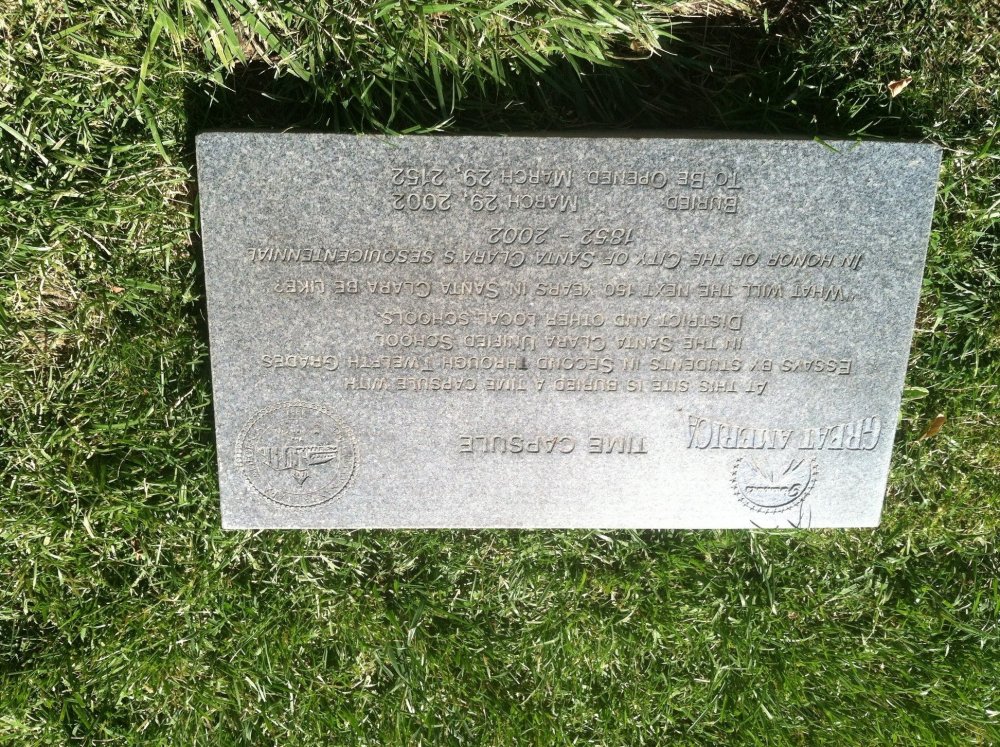 GREAT AMERICA
TIME CAPSULE
AT THIS SITE IS BURIED A TIME CAPSULE WITH
ESSAYS BY STUDENTS IN SECOND THROUGH TWELFTH GRADES
IN THE SANTA CLARA UNIFIED SCHOOL
DISTRICT AND OTHER LOCAL SCHOOLS
"WHAT WILL THE NEXT 150 YEARS IN SANTA CLARA BE LIKE?
IN HONOR OF THE CITY OF SANTA CLARA'S SESQUICENTENNIAL
1852 - 2002
BURIED: MARCH 29, 2002
TO BE OPENED: MARCH 29, 2152